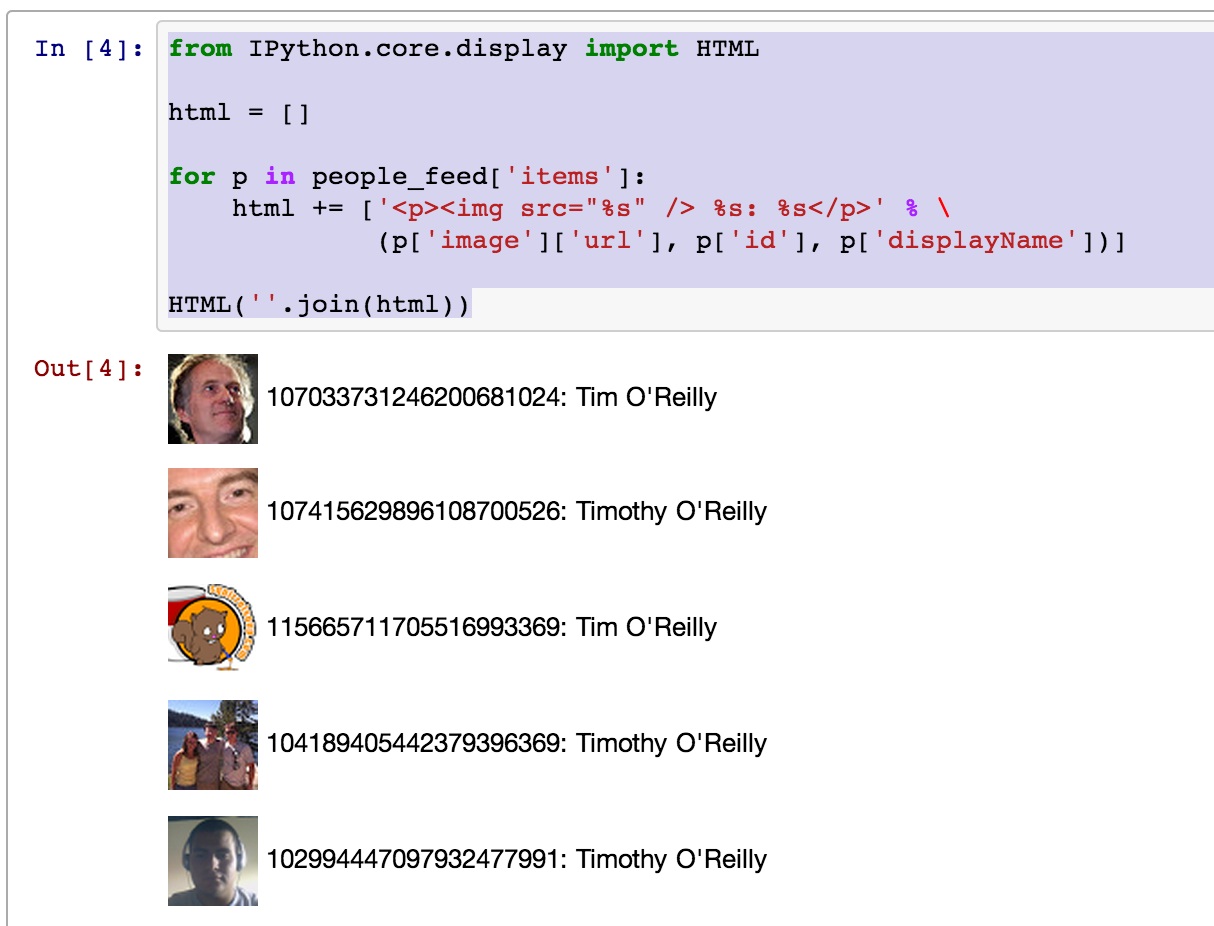 In [4]: from IPython.core.display import HTML
html = []
for p in people_feed['items']:
    html += ['<p><img src="%s" /> %s: %s</p>' % \
             (p['image']['url'], p['id'], p['displayName'])]
HTML(''.join(html))
Out[4]:
107033731246200681024: Tim O'Reilly
107415629896108700526: Timothy O'Reilly
115665711705516993369: Tim O'Reilly
104189405442379396369: Timothy O'Reilly
102994447097932477991: Timothy O'Reilly